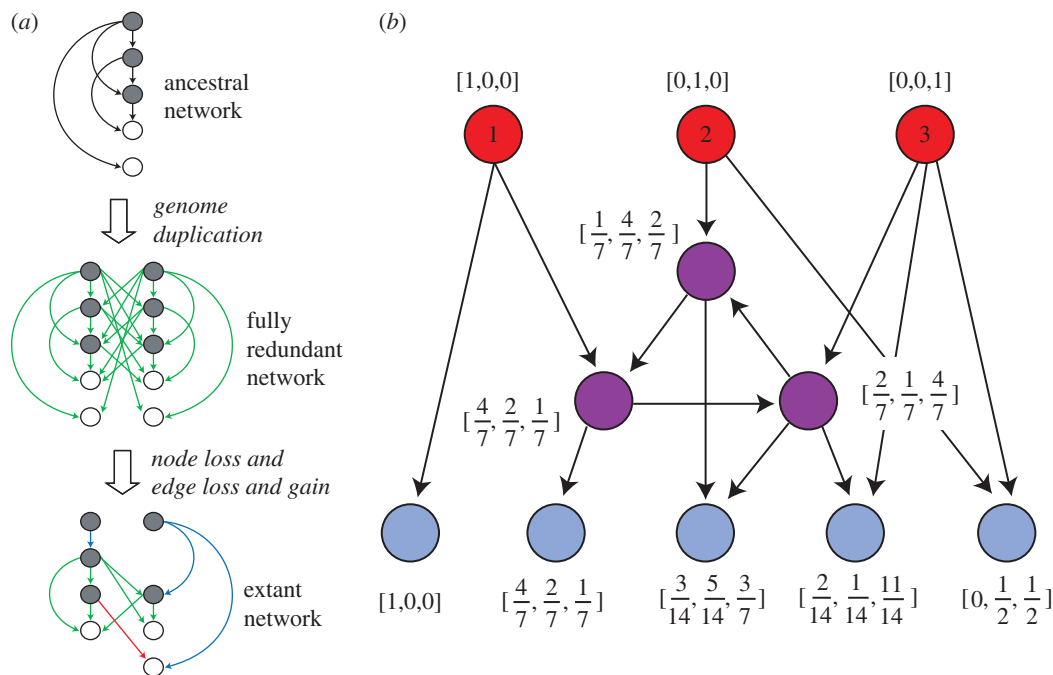 (a)
ancestral
network
genome
duplication
fully
redundant
network
node loss and
edge loss and gain
extant
network
(b)
[1,0,0]
[0,1,0]
[0,0,1]
1
2
3
[1/7, 4/7, 2/7]
[4/7, 2/7, 1/7]
[2/7, 1/7, 4/7]
[1,0,0]
[4/7, 2/7, 1/7]
[3/14, 5/14, 3/7]
[2/14, 1/14, 11/14]
[0, 1/2, 1/2]